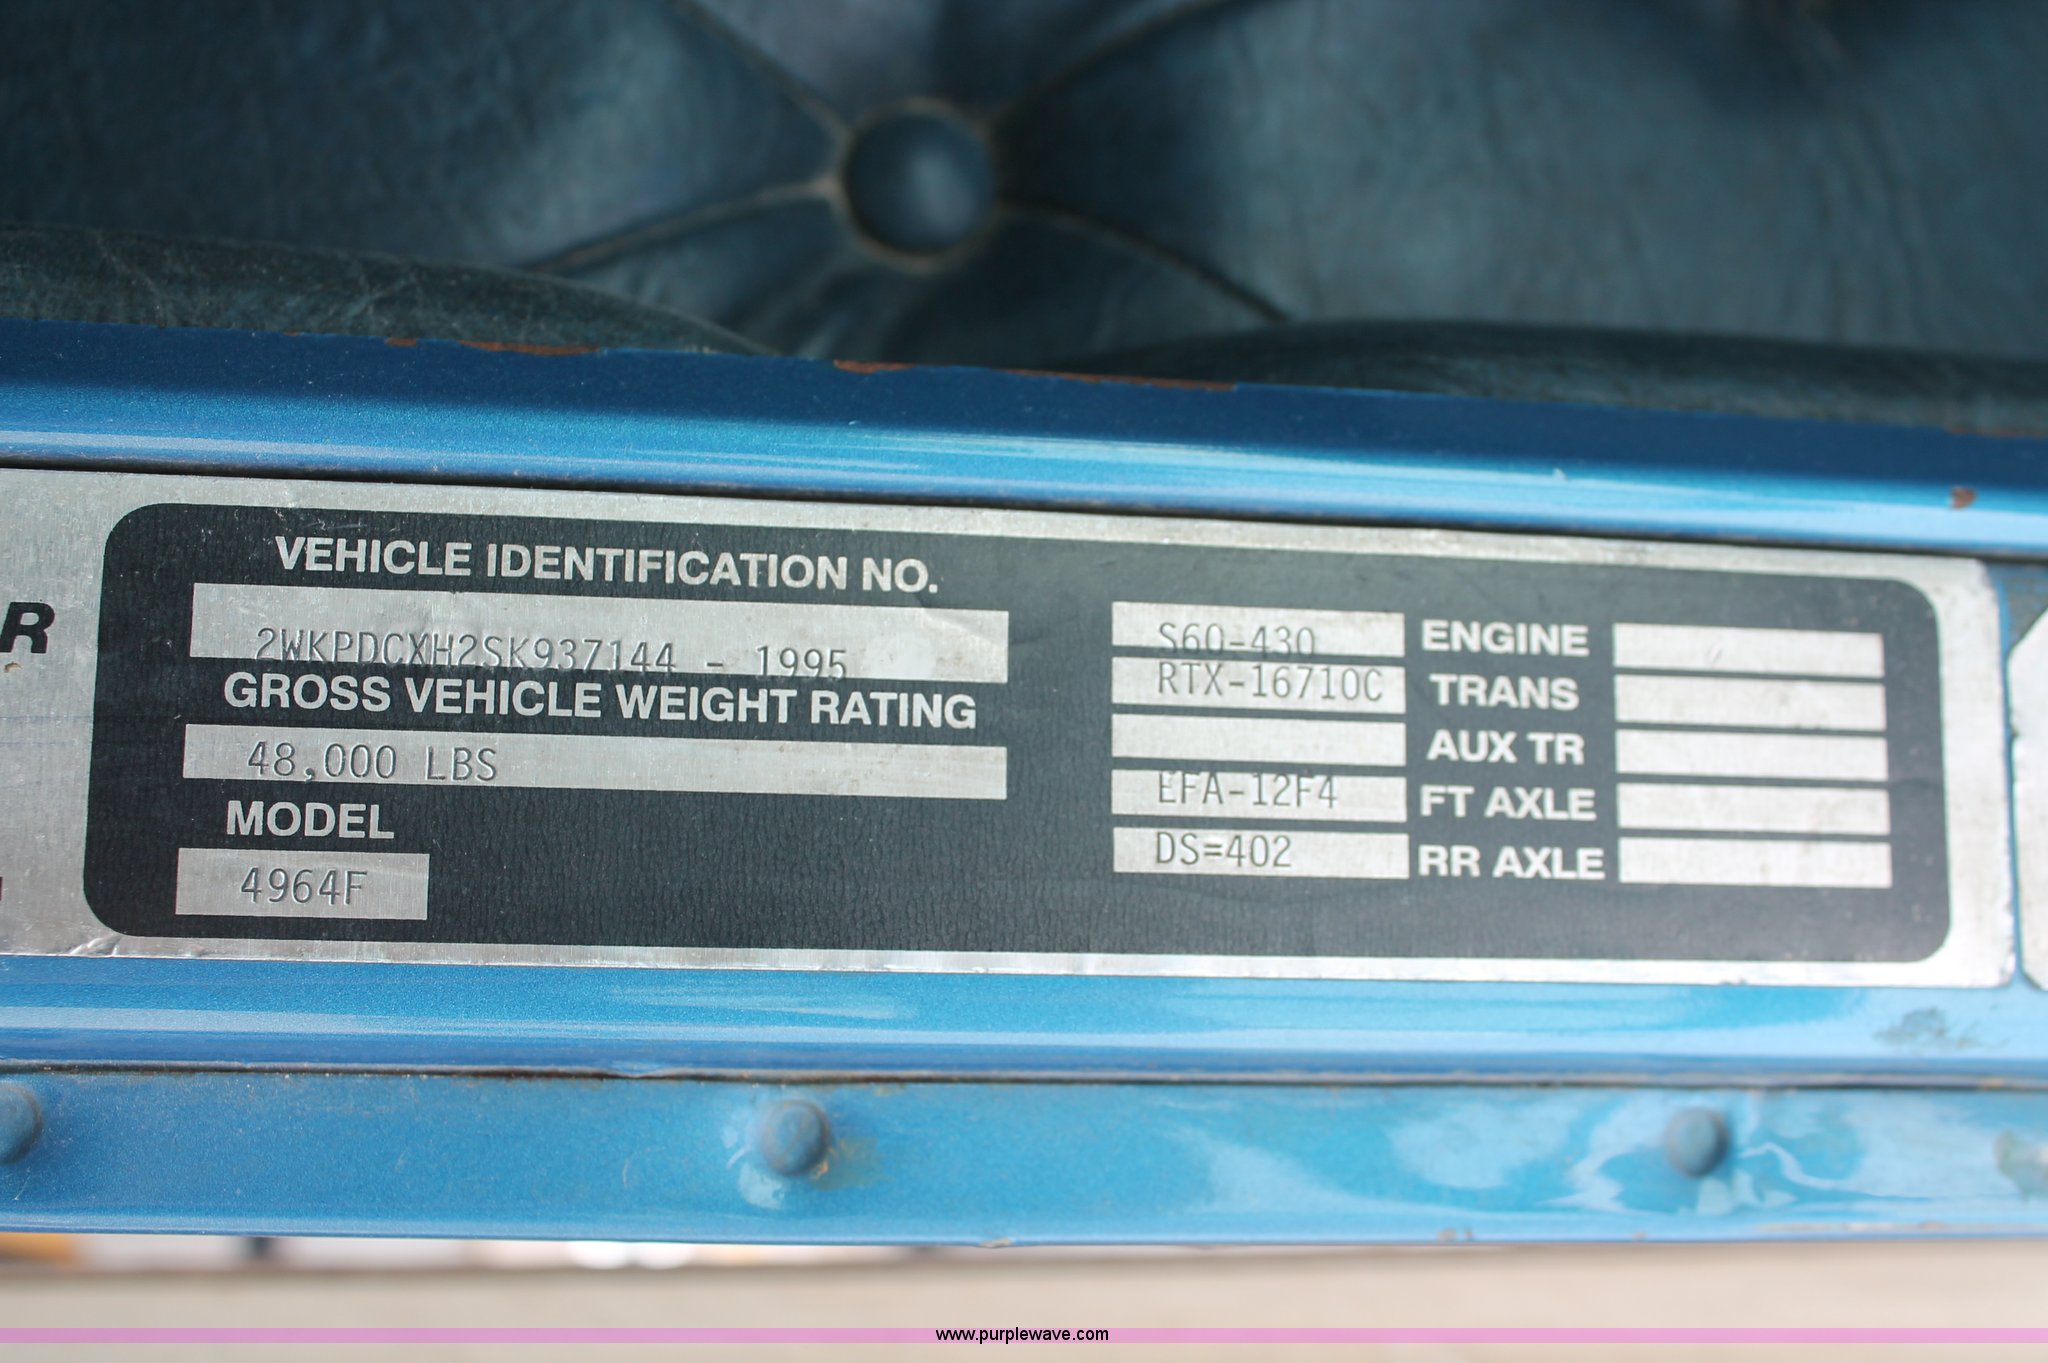 R
VEHICLE IDENTIFICATION NO.
2WKPDCXH2SK937144 - 1995
GROSS VEHICLE WEIGHT RATING
48,000 LBS
MODEL
4964F
S60-430 ENGINE
RTX-16710C TRANS
AUX TR
EFA-12F4 FT AXLE
DS=402 RR AXLE
www.purplewave.com